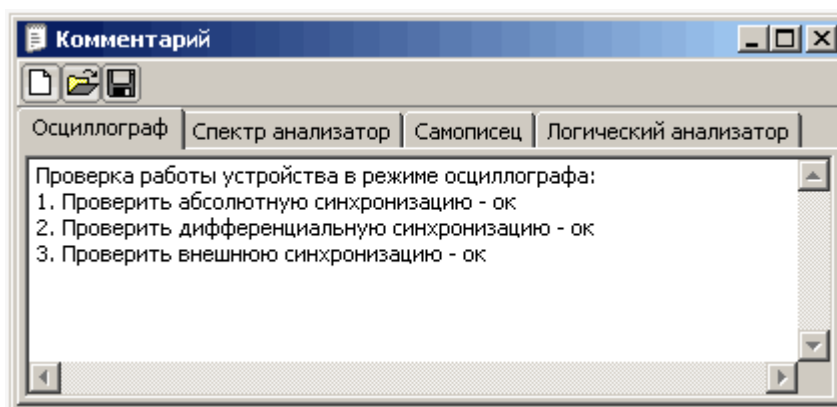 Комментарий
Осциллограф Спектр анализатор Самописец Логический анализатор
Проверка работы устройства в режиме осциллографа:
1. Проверить абсолютную синхронизацию - ок
2. Проверить дифференциальную синхронизацию - ок
3. Проверить внешнюю синхронизацию - ок